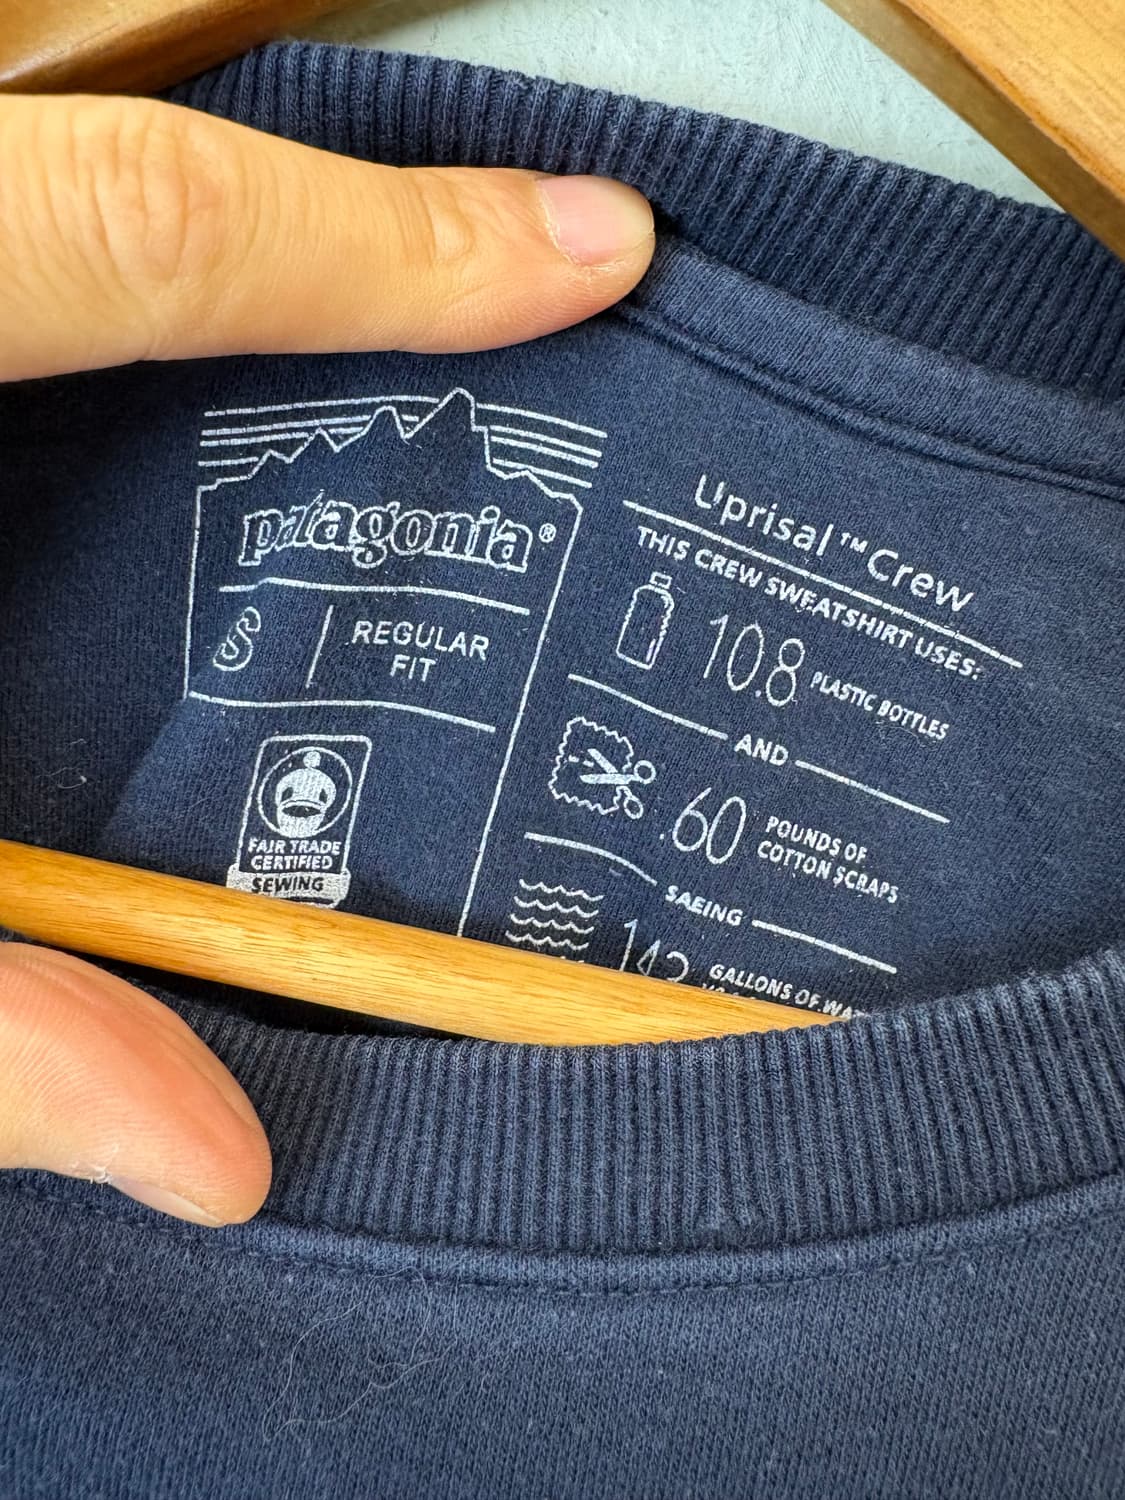 patagonia®
S
REGULAR
FIT
FAIR TRADE
CERTIFIED
SEWING
Uprisal™ Crew
THIS CREW SWEATSHIRT USES:
10.8 PLASTIC BOTTLES
AND
.60 POUNDS OF
COTTON SCRAPS
SAEING
GALLONS OF